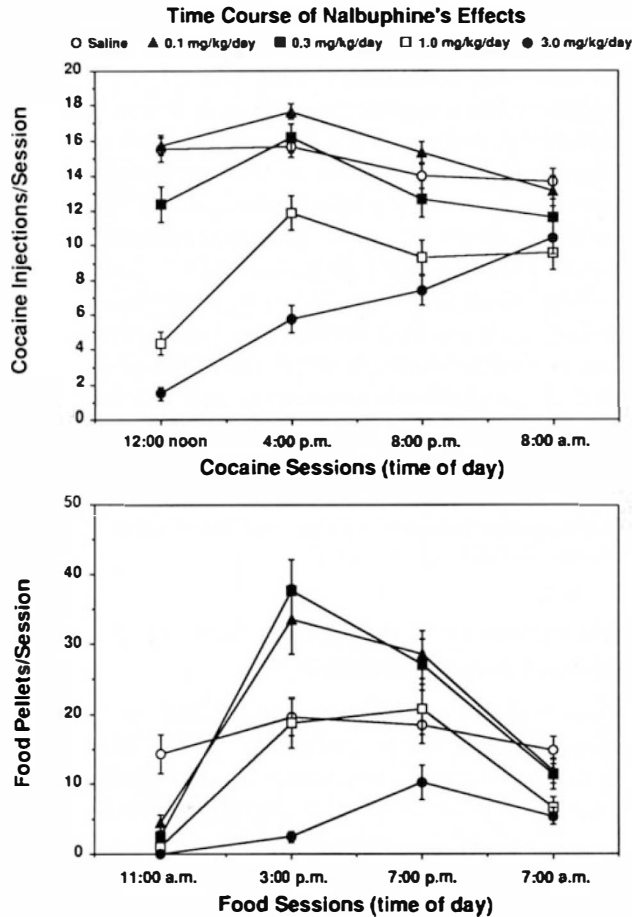 Time Course of Nalbuphine's Effects
Saline 0.1 mg/kg/day 0.3 mg/kg/day 1.0 mg/kg/day 3.0 mg/kg/day
Cocaine Injections/Session
20
18
16
14
12
10
8
6
4
2
0
12:00 noon 4:00 p.m. 8:00 p.m. 8:00 a.m.
Cocaine Sessions (time of day)
Food Pellets/Session
50
40
30
20
10
0
11:00 a.m. 3:00 p.m. 7:00 p.m. 7:00 a.m.
Food Sessions (time of day)